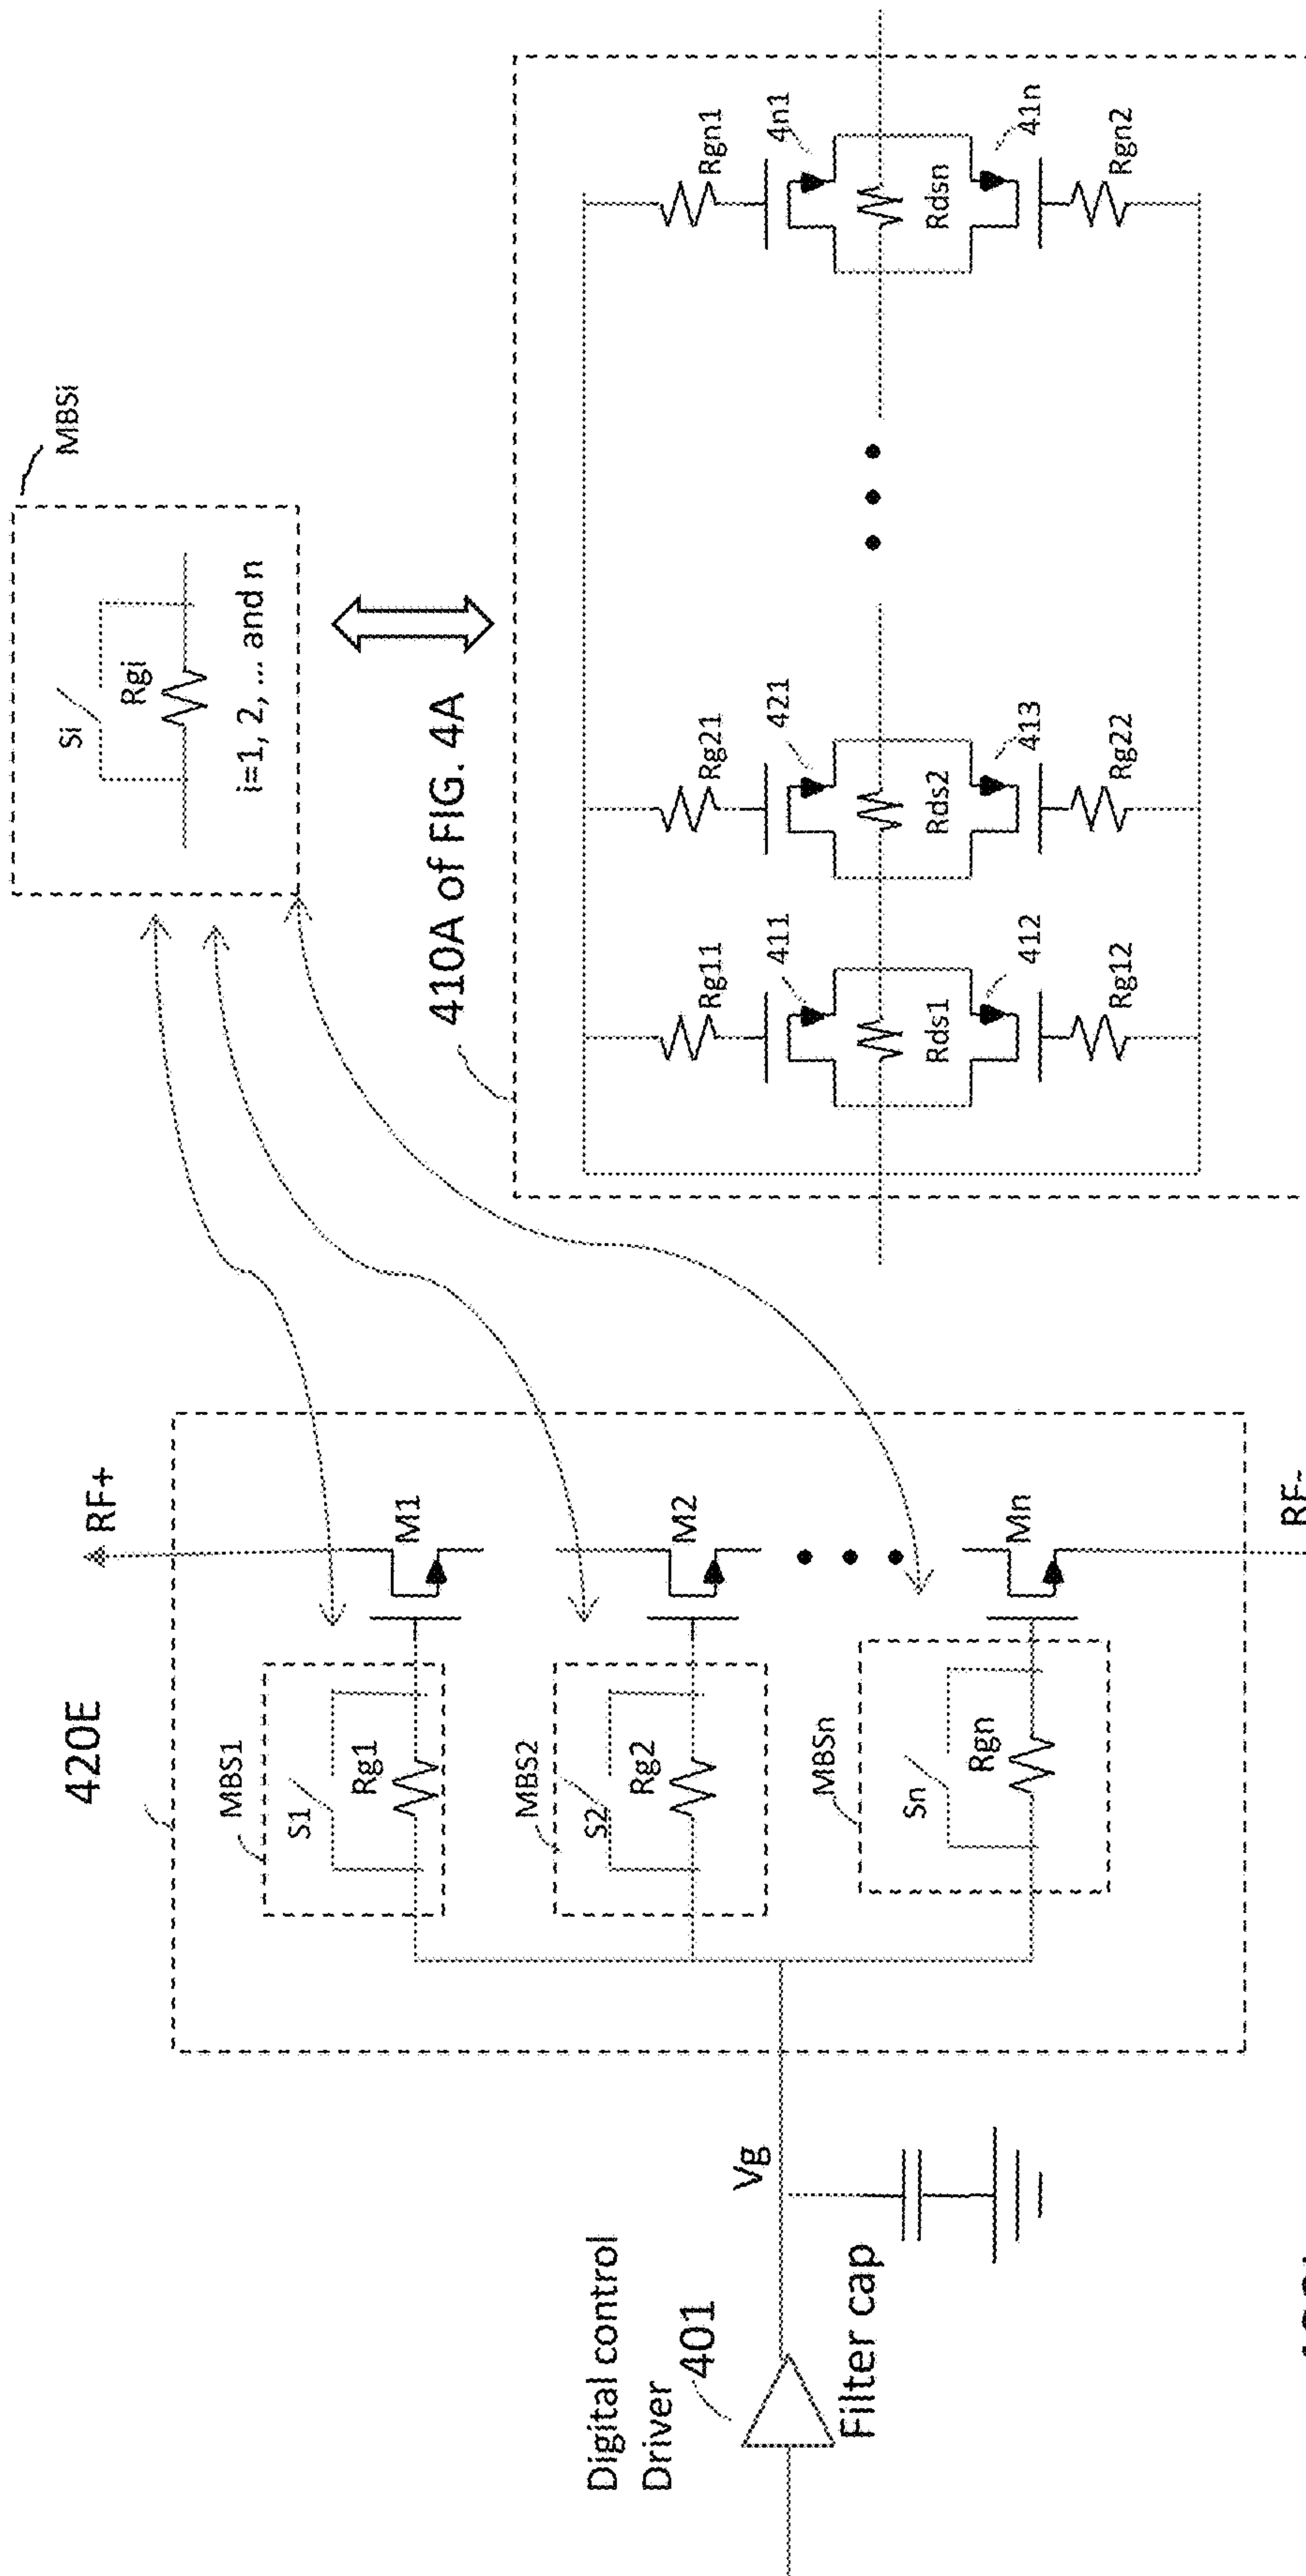 420E
RF+
MBS1
S1
Rg1
M1
MBS2
S2
Rg2
M2
MBSn
Sn
Rgn
Mn
RF-
Digital control
Driver
401
Vg
Filter cap
MBSi
Si
Rgi
i=1, 2, ... and n
410A of FIG. 4A
Rg11
411
Rds1
412
Rg12
Rg21
421
Rds2
413
Rg22
Rgn1
4n1
Rdsn
41n
Rgn2